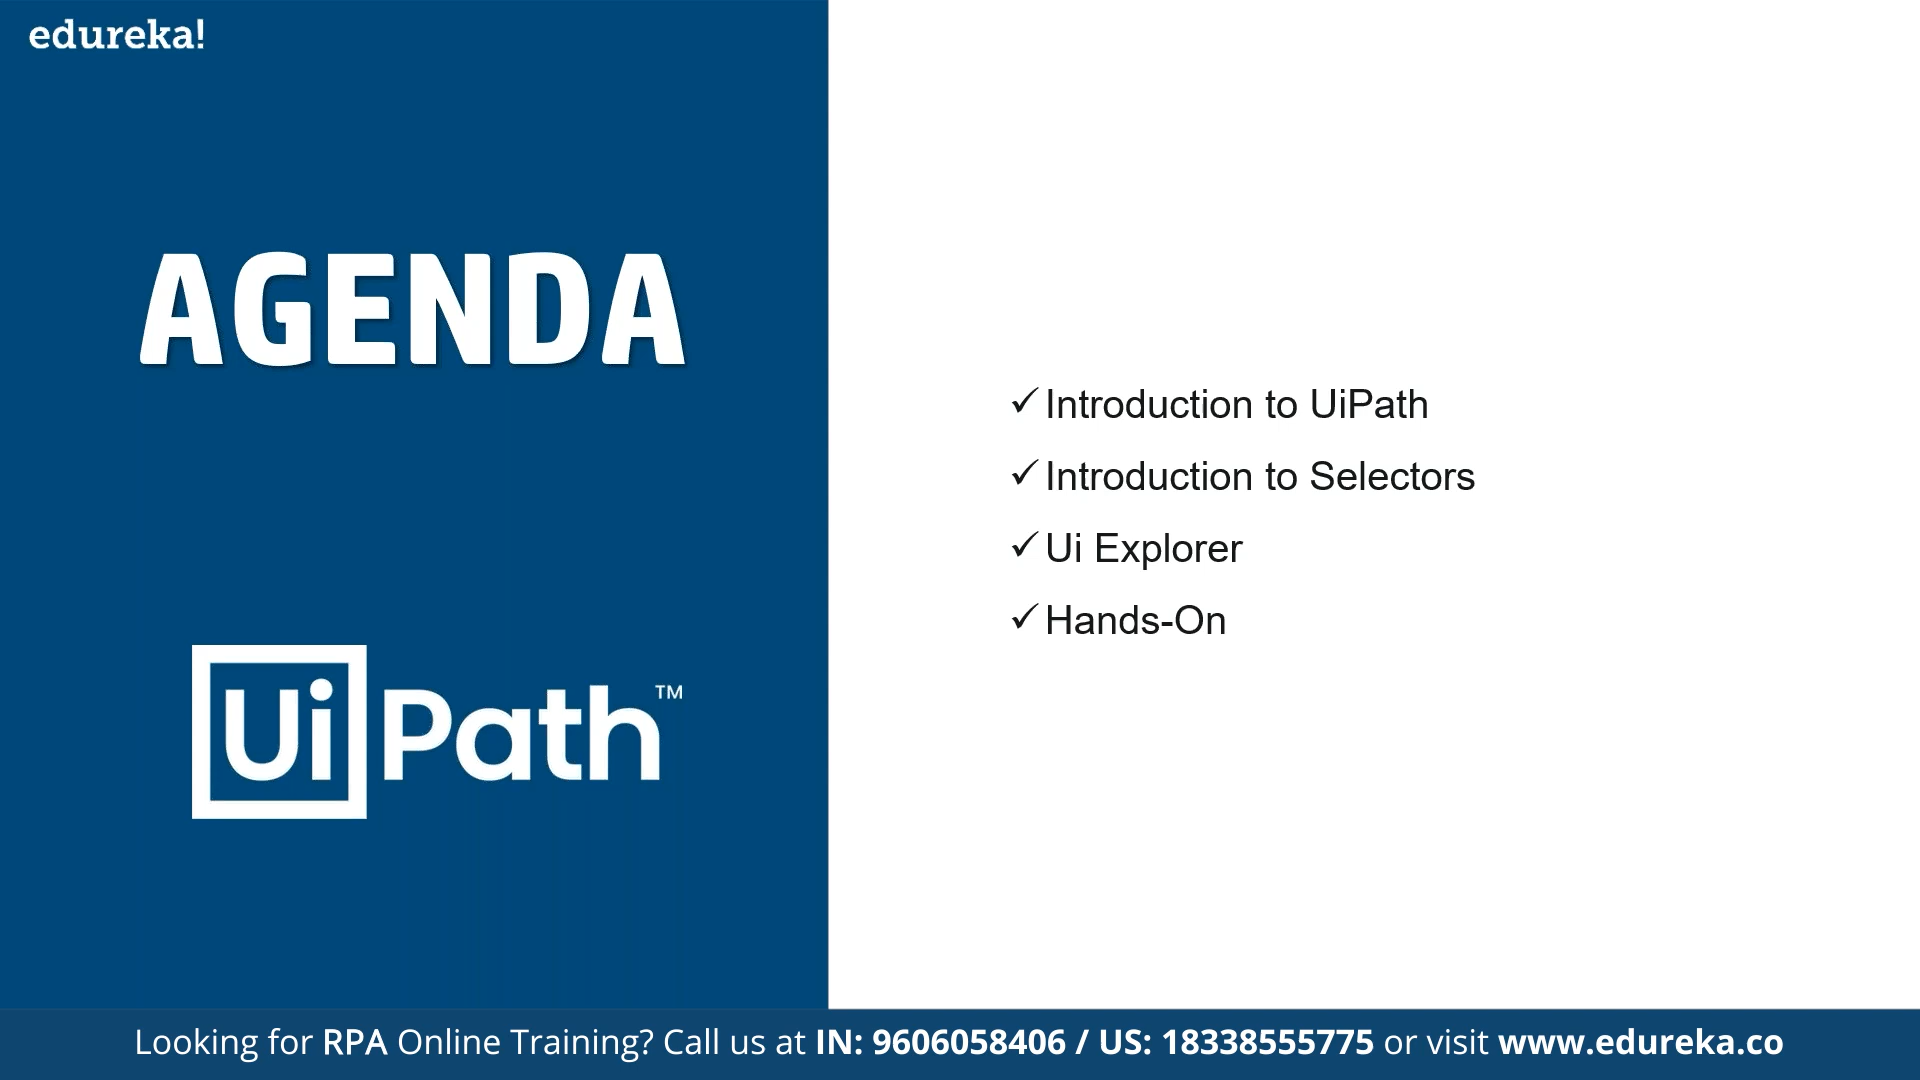 edureka!
AGENDA
UiPath™
✓ Introduction to UiPath
✓ Introduction to Selectors
✓ Ui Explorer
✓ Hands-On
Looking for RPA Online Training? Call us at IN: 9606058406 / US: 18338555775 or visit www.edureka.co